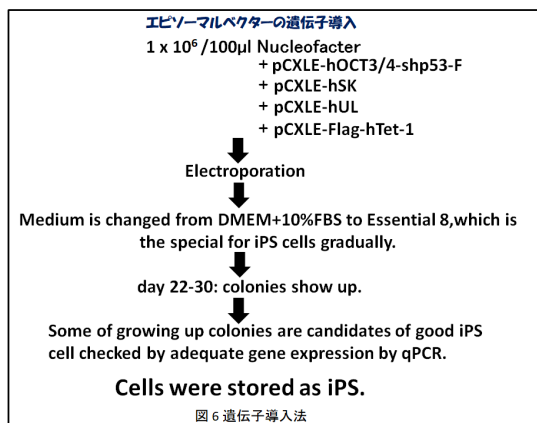 エピソーマルベクターの遺伝子導入
1 x 10⁶ /100μl Nucleofacter
+ pCXLE-hOCT3/4-shp53-F
+ pCXLE-hSK
+ pCXLE-hUL
+ pCXLE-Flag-hTet-1
Electroporation
Medium is changed from DMEM+10%FBS to Essential 8,which is
the special for iPS cells gradually.
day 22-30: colonies show up.
Some of growing up colonies are candidates of good iPS
cell checked by adequate gene expression by qPCR.
Cells were stored as iPS.
図 6 遺伝子導入法